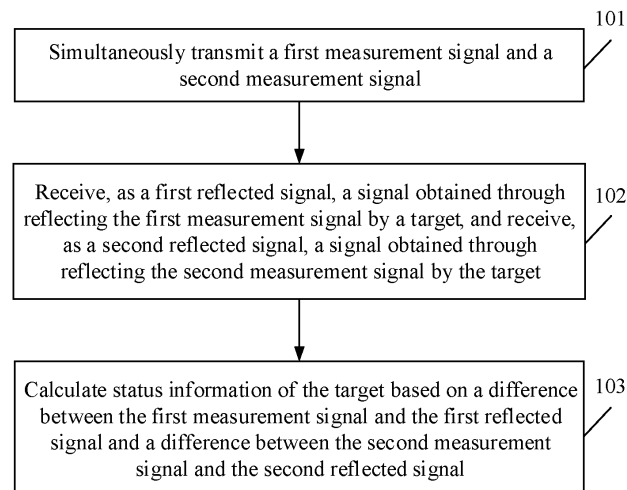 101
Simultaneously transmit a first measurement signal and a
second measurement signal
102
Receive, as a first reflected signal, a signal obtained through
reflecting the first measurement signal by a target, and receive,
as a second reflected signal, a signal obtained through
reflecting the second measurement signal by the target
103
Calculate status information of the target based on a difference
between the first measurement signal and the first reflected
signal and a difference between the second measurement
signal and the second reflected signal